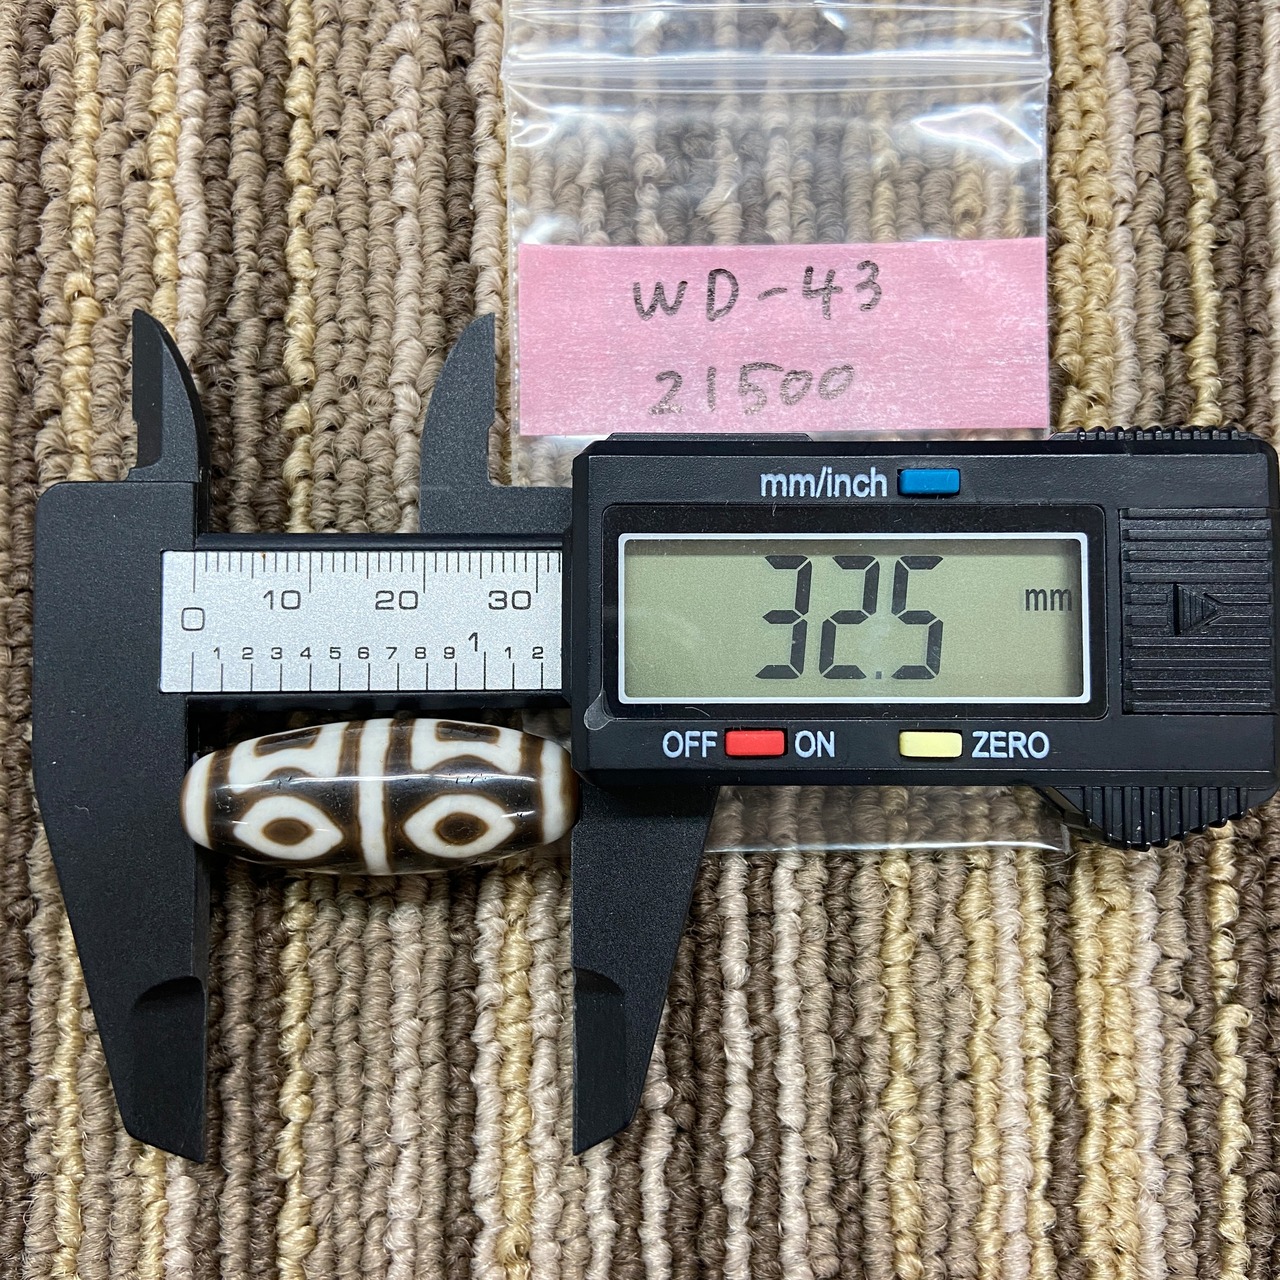 WD-43
21500
mm/inch
0 10 20 30
1 2 3 4 5 6 7 8 9 1 1 2
32.5 mm
OFF ON ZERO